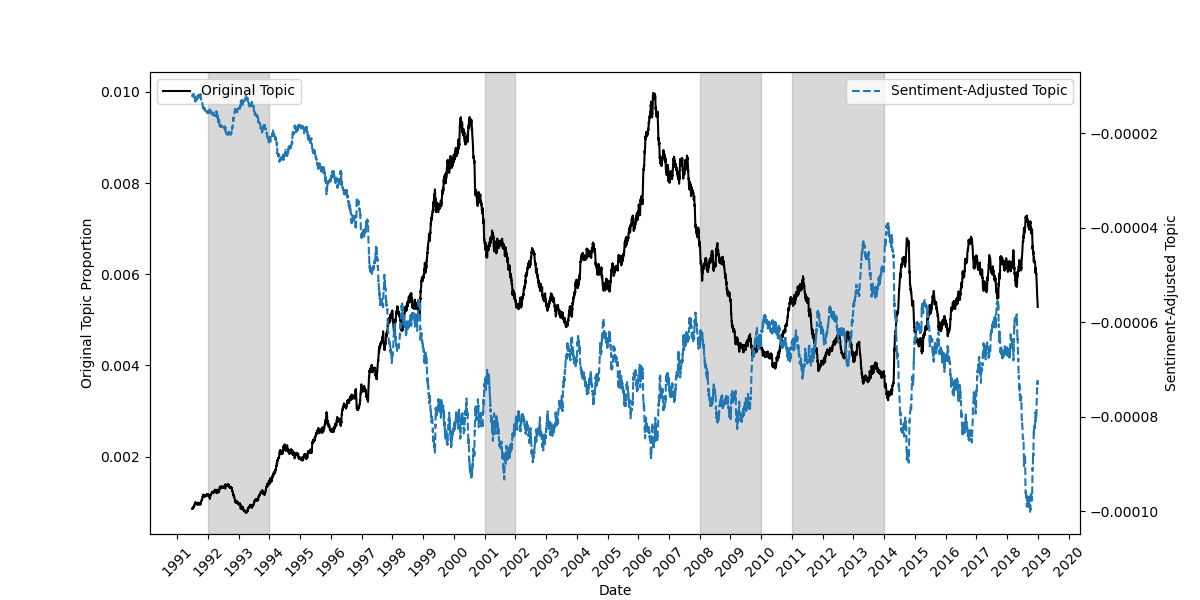 Original Topic
Sentiment-Adjusted Topic
0.010
0.008
0.006
0.004
0.002
Original Topic Proportion
−0.00002
−0.00004
−0.00006
−0.00008
−0.00010
Sentiment-Adjusted Topic
1991 1992 1993 1994 1995 1996 1997 1998 1999 2000 2001 2002 2003 2004 2005 2006 2007 2008 2009 2010 2011 2012 2013 2014 2015 2016 2017 2018 2019 2020
Date